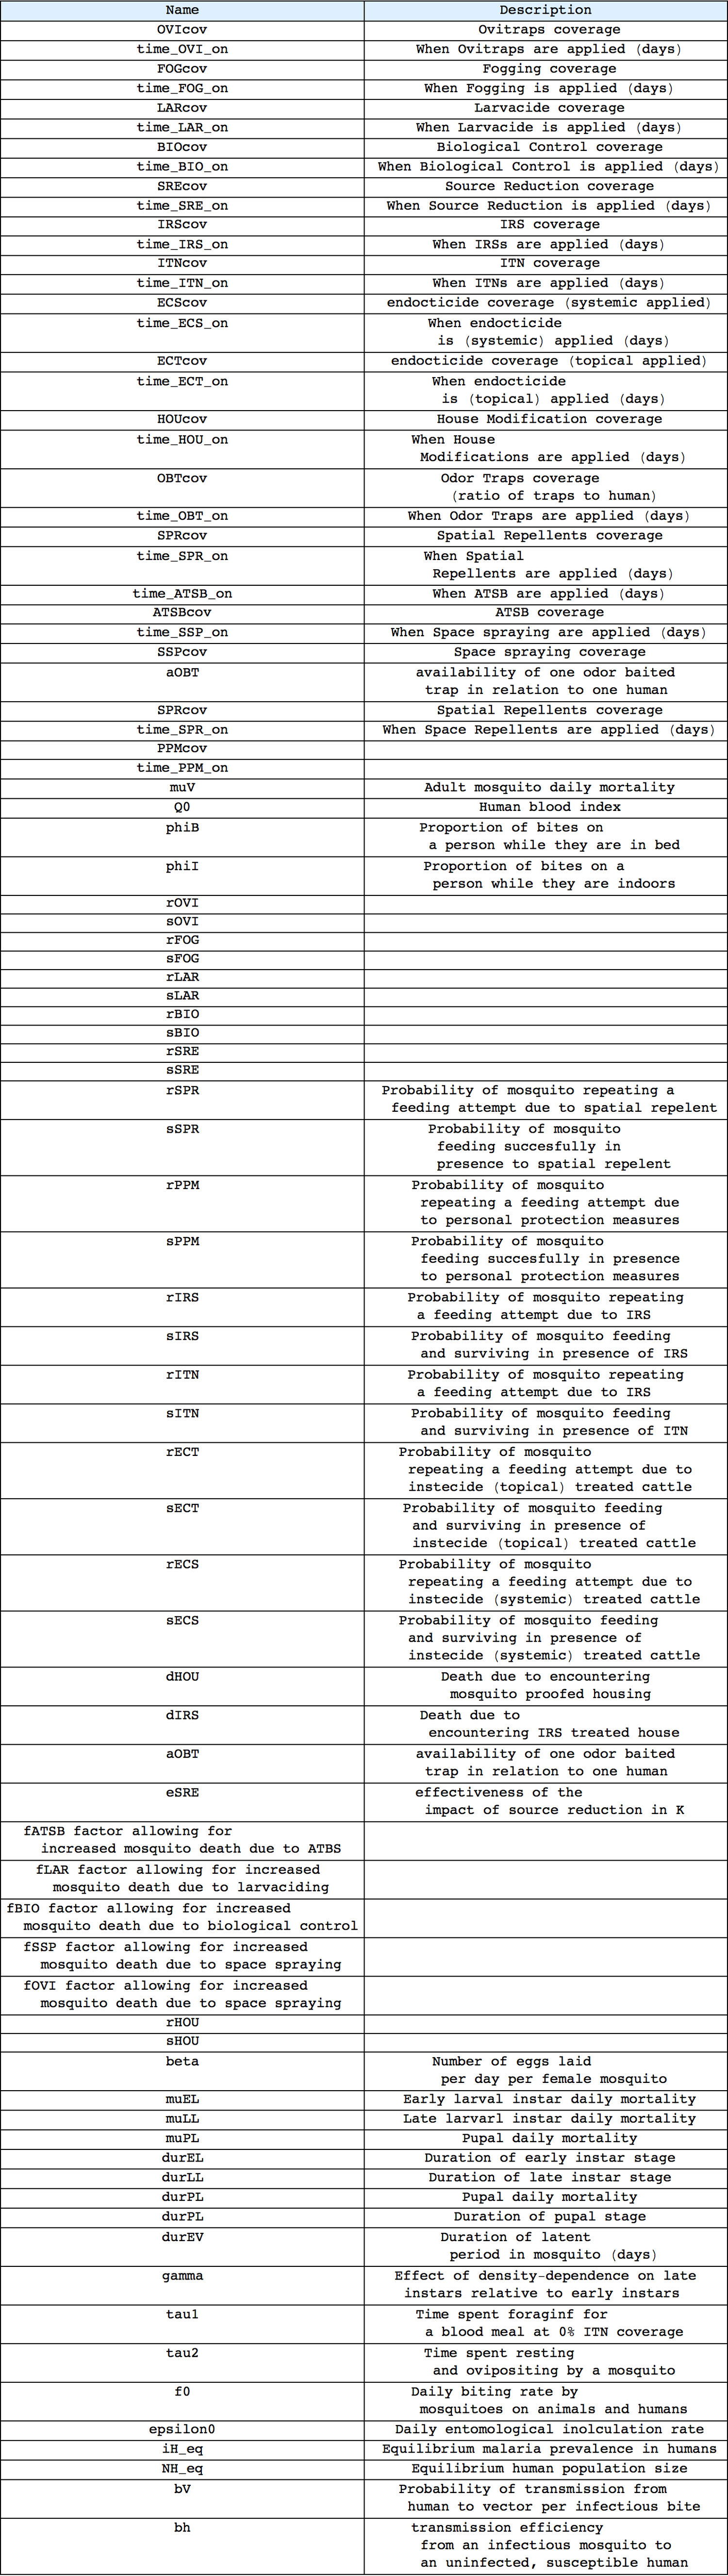 Name Description
OVIcov Ovitraps coverage
time_OVI_on When Ovitraps are applied (days)
FOGcov Fogging coverage
time_FOG_on When Fogging is applied (days)
LARcov Larvacide coverage
time_LAR_on When Larvacide is applied (days)
BIOcov Biological Control coverage
time_BIO_on When Biological Control is applied (days)
SREcov Source Reduction coverage
time_SRE_on When Source Reduction is applied (days)
IRScov IRS coverage
time_IRS_on When IRSs are applied (days)
ITNcov ITN coverage
time_ITN_on When ITNs are applied (days)
ECScov endocticide coverage (systemic applied)
time_ECS_on When endocticide
is (systemic) applied (days)
ECTcov endocticide coverage (topical applied)
time_ECT_on When endocticide
is (topical) applied (days)
HOUcov House Modification coverage
time_HOU_on When House
Modifications are applied (days)
OBTcov Odor Traps coverage
(ratio of traps to human)
time_OBT_on When Odor Traps are applied (days)
SPRcov Spatial Repellents coverage
time_SPR_on When Spatial
Repellents are applied (days)
time_ATSB_on When ATSB are applied (days)
ATSBcov ATSB coverage
time_SSP_on When Space spraying are applied (days)
SSPcov Space spraying coverage
aOBT availability of one odor baited
trap in relation to one human
SPRcov Spatial Repellents coverage
time_SPR_on When Space Repellents are applied (days)
PPMcov
time_PPM_on
muV Adult mosquito daily mortality
Q0 Human blood index
phiB Proportion of bites on
a person while they are in bed
phiI Proportion of bites on a
person while they are indoors
rOVI
sOVI
rFOG
sFOG
rLAR
sLAR
rBIO
sBIO
rSRE
sSRE
rSPR Probability of mosquito repeating a
feeding attempt due to spatial repelent
sSPR Probability of mosquito
feeding succesfully in
presence to spatial repelent
rPPM Probability of mosquito
repeating a feeding attempt due
to personal protection measures
sPPM Probability of mosquito
feeding succesfully in presence
to personal protection measures
rIRS Probability of mosquito repeating
a feeding attempt due to IRS
sIRS Probability of mosquito feeding
and surviving in presence of IRS
rITN Probability of mosquito repeating
a feeding attempt due to IRS
sITN Probability of mosquito feeding
and surviving in presence of ITN
rECT Probability of mosquito
repeating a feeding attempt due to
instecide (topical) treated cattle
sECT Probability of mosquito feeding
and surviving in presence of
instecide (topical) treated cattle
rECS Probability of mosquito
repeating a feeding attempt due to
instecide (systemic) treated cattle
sECS Probability of mosquito feeding
and surviving in presence of
instecide (systemic) treated cattle
dHOU Death due to encountering
mosquito proofed housing
dIRS Death due to
encountering IRS treated house
aOBT availability of one odor baited
trap in relation to one human
eSRE effectiveness of the
impact of source reduction in K
fATSB factor allowing for
increased mosquito death due to ATBS
fLAR factor allowing for increased
mosquito death due to larvaciding
fBIO factor allowing for increased
mosquito death due to biological control
fSSP factor allowing for increased
mosquito death due to space spraying
fOVI factor allowing for increased
mosquito death due to space spraying
rHOU
sHOU
beta Number of eggs laid
per day per female mosquito
muEL Early larval instar daily mortality
muLL Late larvarl instar daily mortality
muPL Pupal daily mortality
durEL Duration of early instar stage
durLL Duration of late instar stage
durPL Pupal daily mortality
durPL Duration of pupal stage
durEV Duration of latent
period in mosquito (days)
gamma Effect of density-dependence on late
instars relative to early instars
tau1 Time spent foraginf for
a blood meal at 0% ITN coverage
tau2 Time spent resting
and ovipositing by a mosquito
f0 Daily biting rate by
mosquitoes on animals and humans
epsilon0 Daily entomological inolculation rate
iH_eq Equilibrium malaria prevalence in humans
NH_eq Equilibrium human population size
bV Probability of transmission from
human to vector per infectious bite
bh transmission efficiency
from an infectious mosquito to
an uninfected, susceptible human